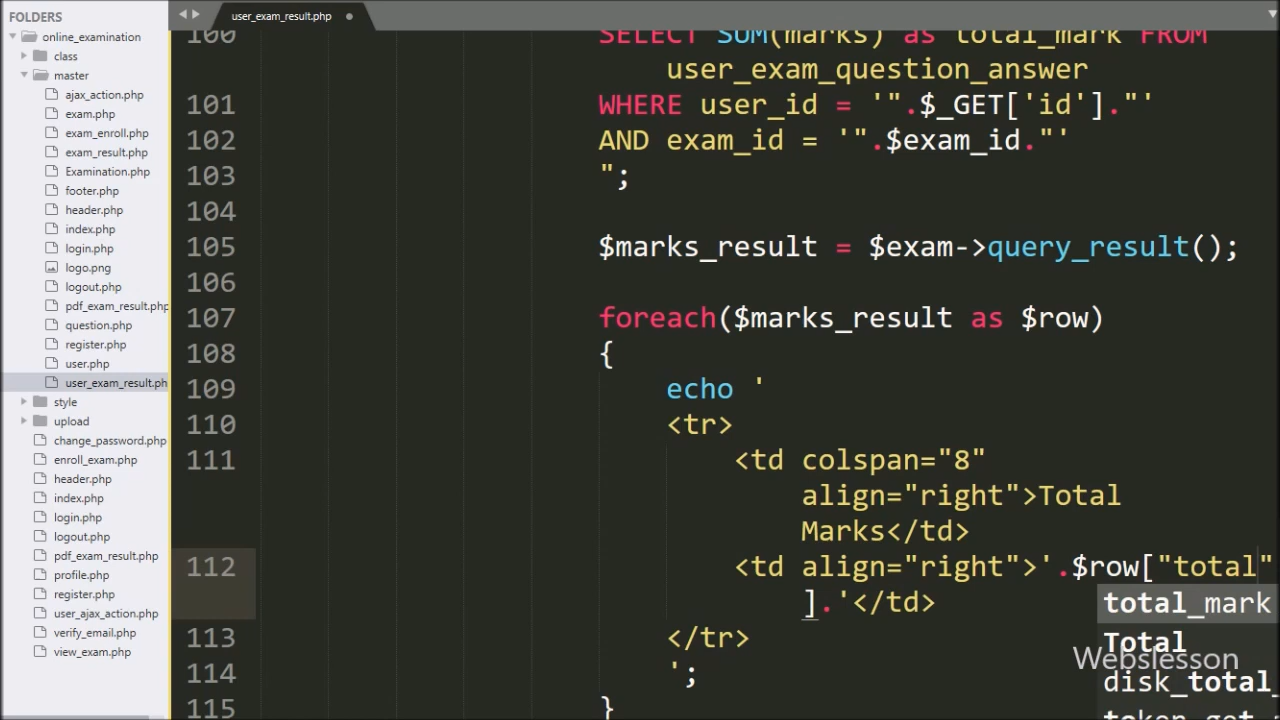 FOLDERS
online_examination
class
master
ajax_action.php
exam.php
exam_enroll.php
exam_result.php
Examination.php
footer.php
header.php
index.php
login.php
logo.png
logout.php
pdf_exam_result.php
question.php
register.php
user.php
user_exam_result.ph
style
upload
change_password.php
enroll_exam.php
header.php
index.php
login.php
logout.php
pdf_exam_result.php
profile.php
register.php
user_ajax_action.php
verify_email.php
view_exam.php
user_exam_result.php
100 SELECT SUM(marks) as total_mark FROM
user_exam_question_answer
101 WHERE user_id = '".$_GET['id']."'
102 AND exam_id = '".$exam_id."'
103 ";
104
105 $marks_result = $exam->query_result();
106
107 foreach($marks_result as $row)
108 {
109 echo '
110 <tr>
111 <td colspan="8"
align="right">Total
Marks</td>
112 <td align="right">'.$row["total"
].'</td>
113 </tr>
114 ';
115 }
total_mark
Total
disk_total_
token_get
Webslesson